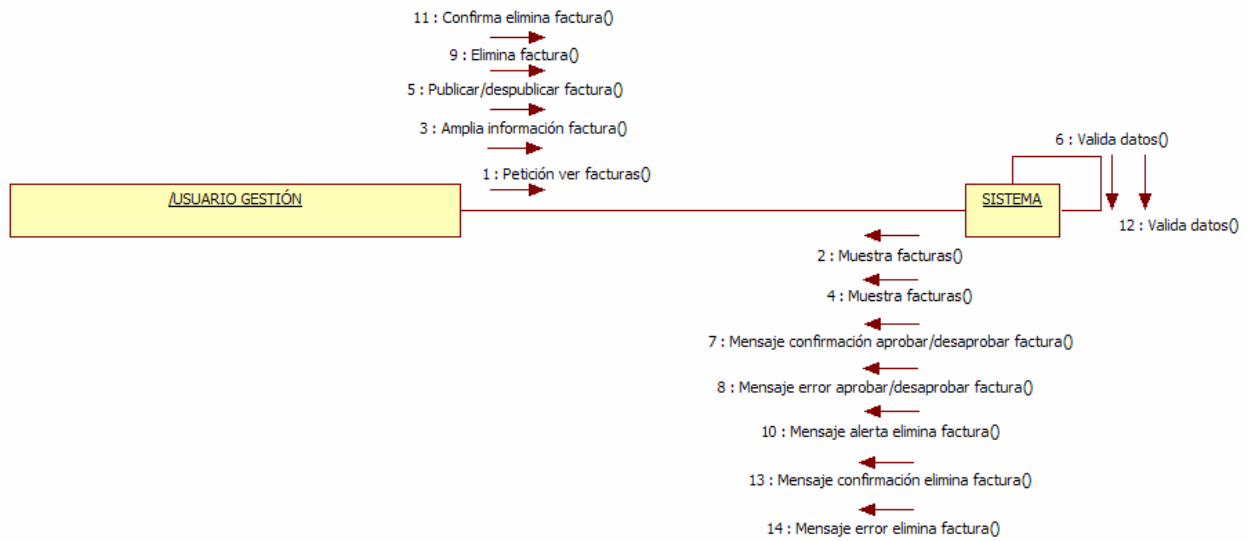 11 : Confirma elimina factura()
9 : Elimina factura()
5 : Publicar/despublicar factura()
3 : Amplia información factura()
6 : Valida datos()
1 : Petición ver facturas()
/USUARIO GESTIÓN
SISTEMA
12 : Valida datos()
2 : Muestra facturas()
4 : Muestra facturas()
7 : Mensaje confirmación aprobar/desaprobar factura()
8 : Mensaje error aprobar/desaprobar factura()
10 : Mensaje alerta elimina factura()
13 : Mensaje confirmación elimina factura()
14 : Mensaje error elimina factura()